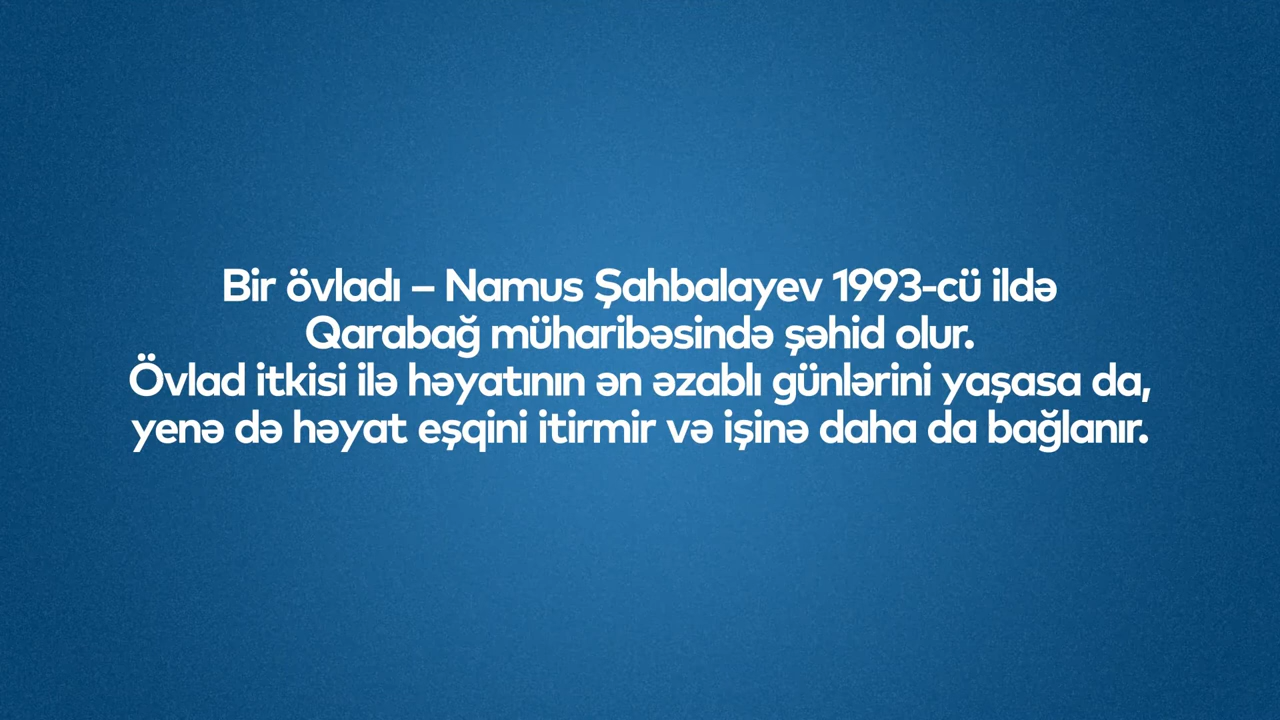 Bir övladı – Namus Şahbalayev 1993-cü ildə
Qarabağ müharibəsində şəhid olur.
Övlad itkisi ilə həyatının ən əzablı günlərini yaşasa da,
yenə də həyat eşqini itirmir və işinə daha da bağlanır.